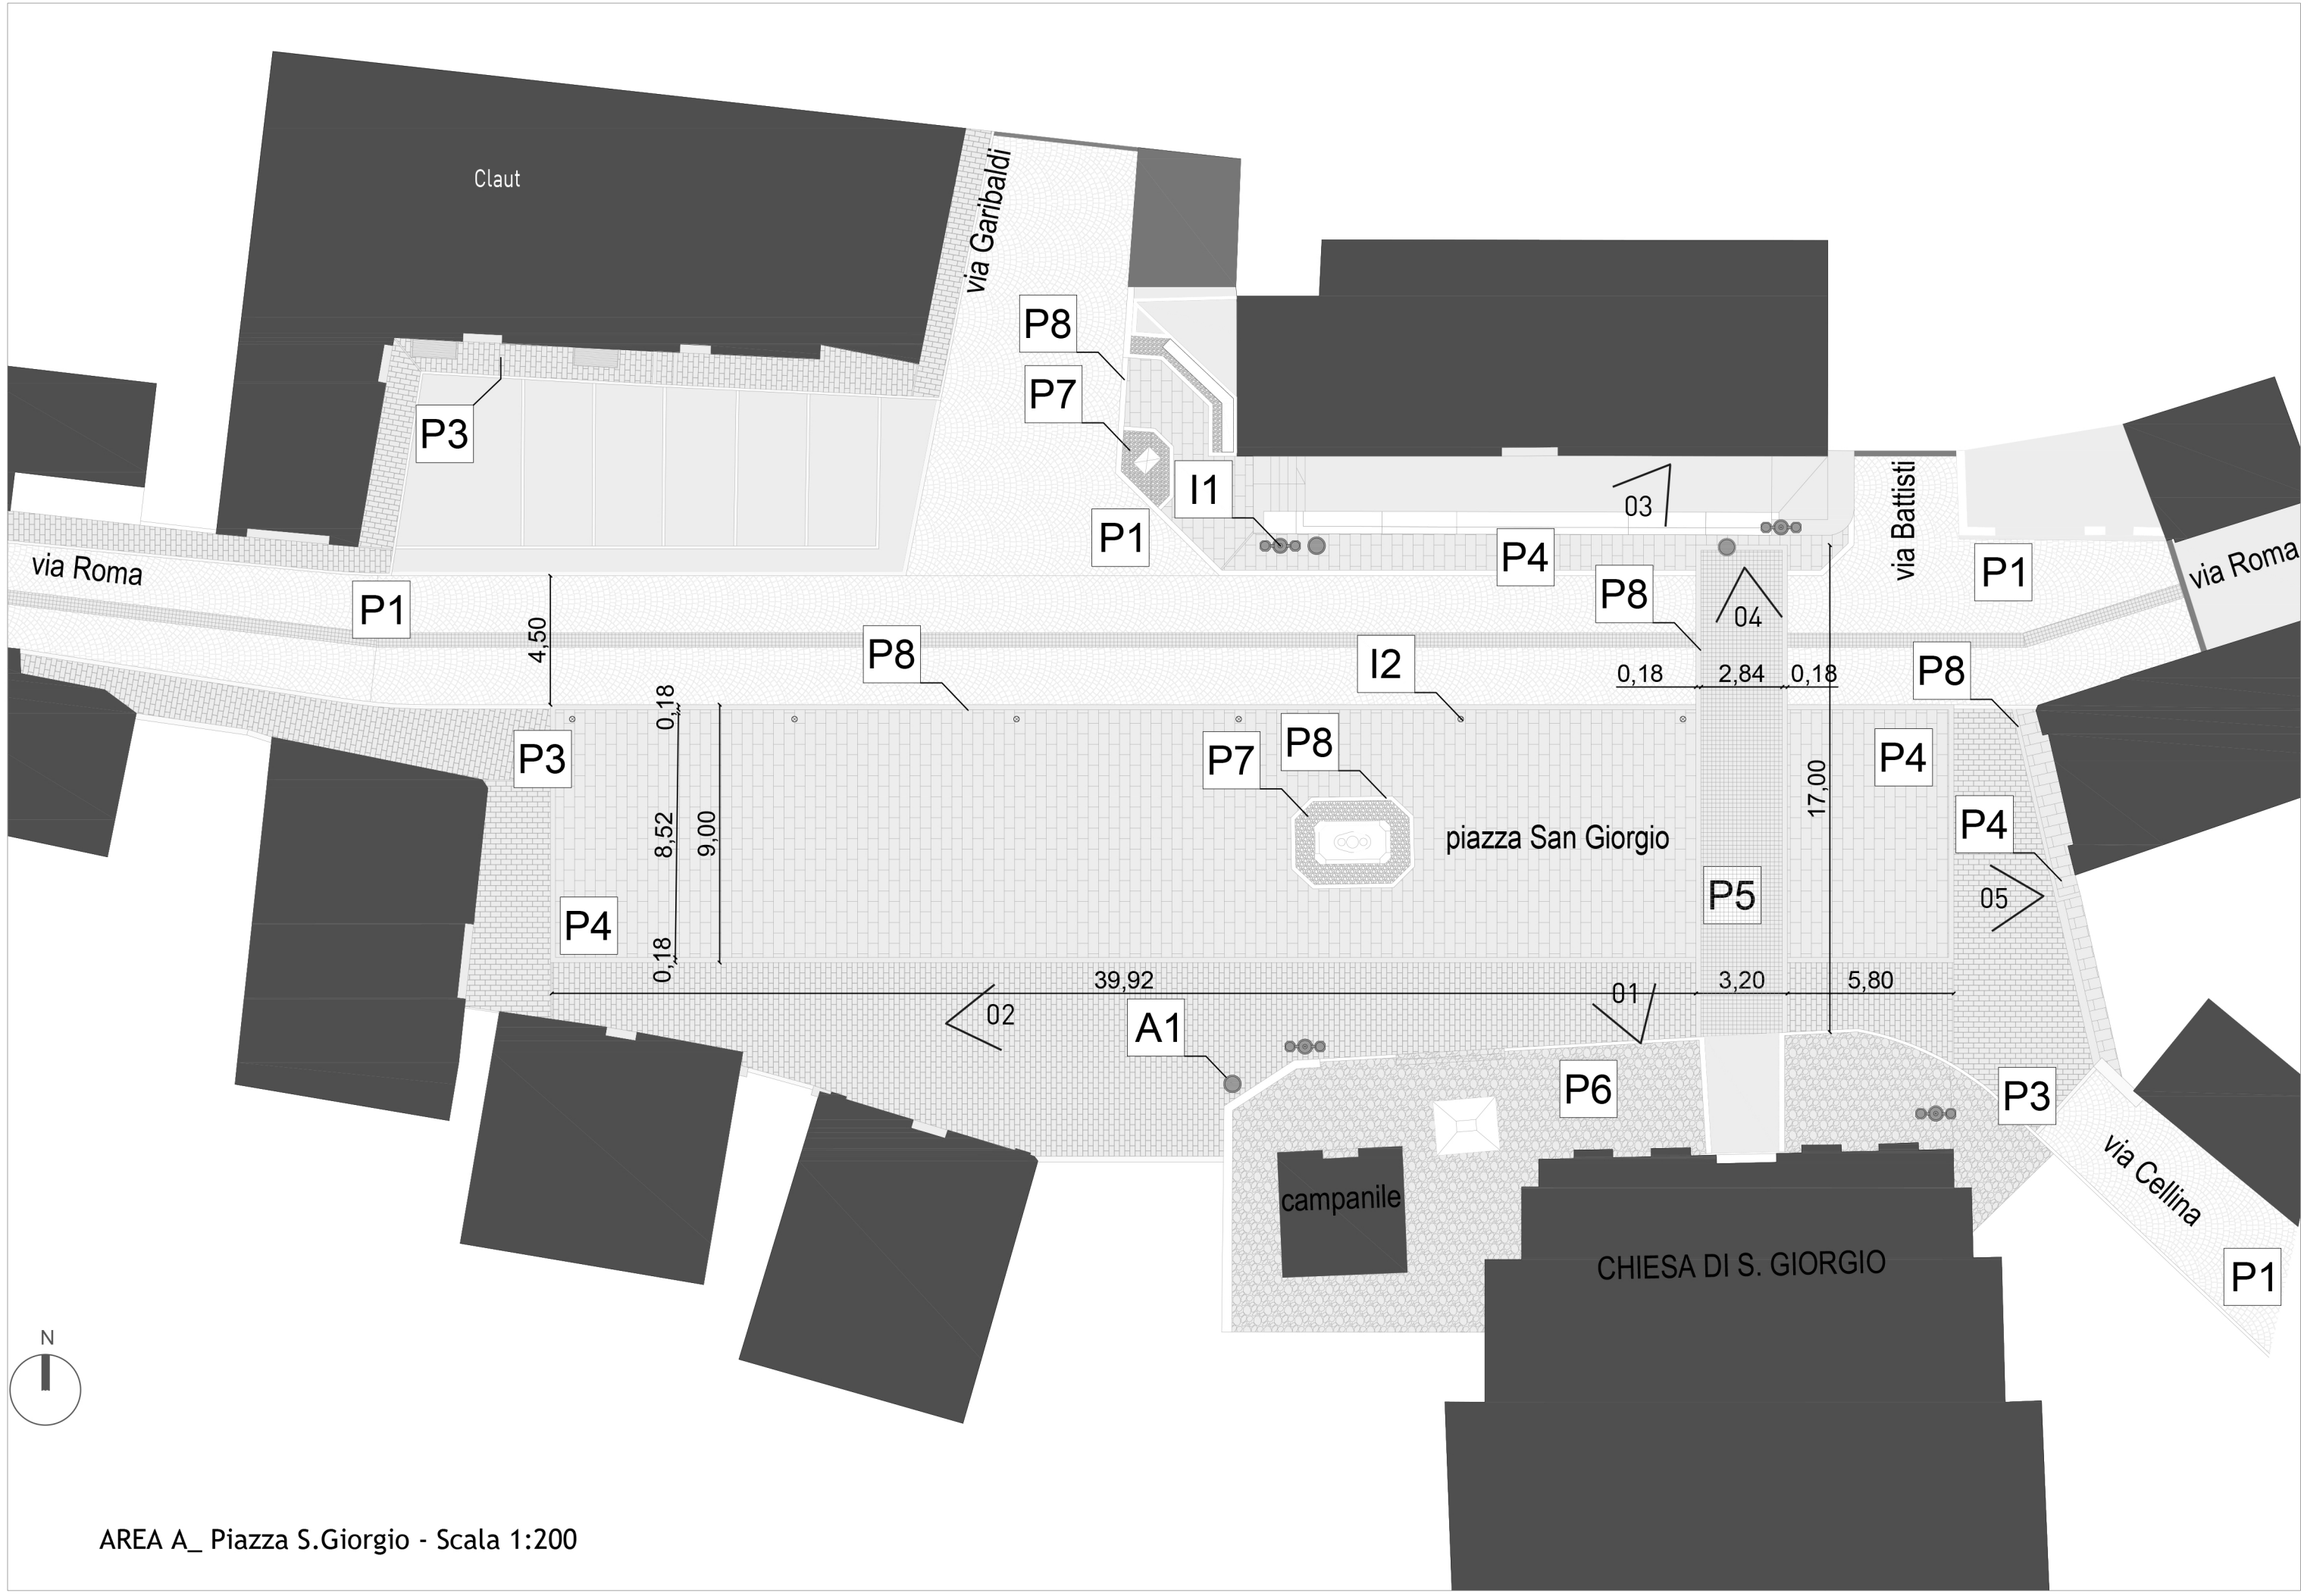 Claut
via Garibaldi
P8
P7
P3
I1
03
via Battisti
P4
P1
via Roma
P1
via Roma
P1
P8
04
4,50
P8
I2
0,18
2,84
0,18
P8
0,18
P3
P7
P8
P4
17,00
8,52
9,00
piazza San Giorgio
P4
P5
05
P4
0,18
39,92
3,20
5,80
02
01
A1
P6
P3
via Cellina
campanile
CHIESA DI S. GIORGIO
P1
N
AREA A_ Piazza S.Giorgio - Scala 1:200